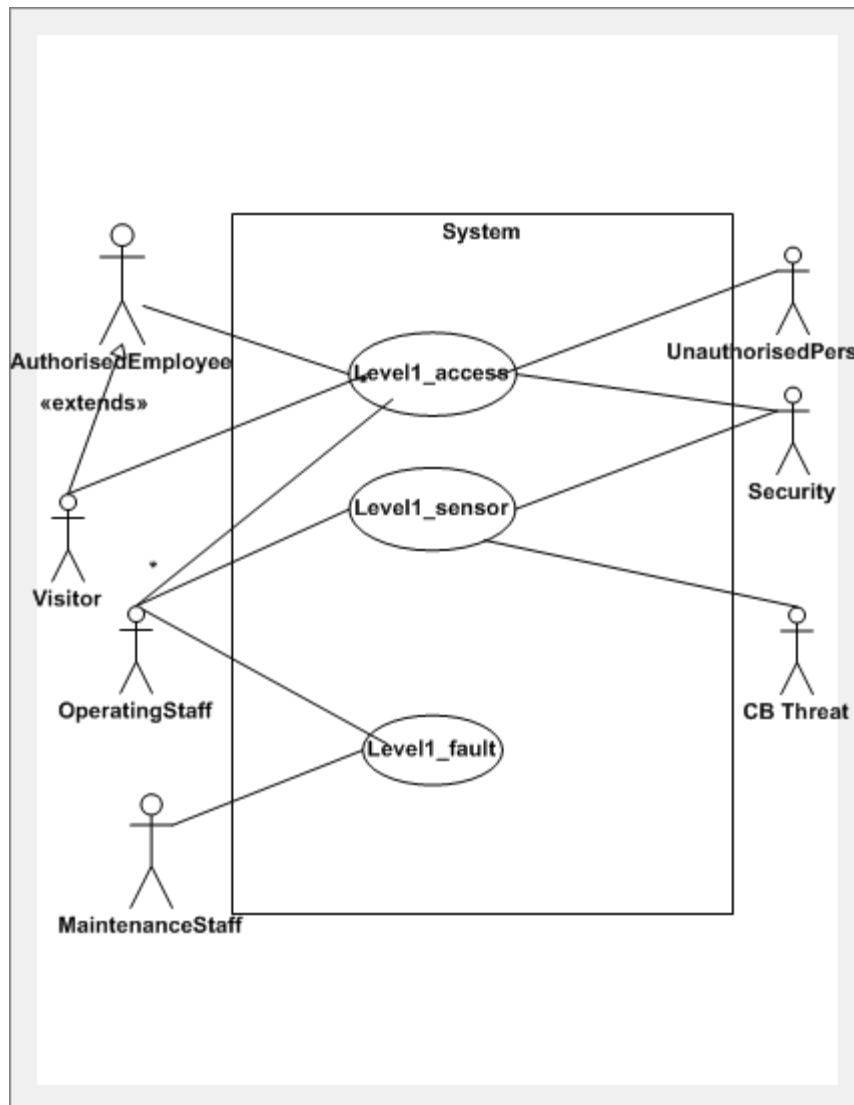 System
AuthorisedEmployee
UnauthorisedPers
Level1_access
«extends»
Level1_sensor
Security
*
Visitor
OperatingStaff
CB Threat
Level1_fault
MaintenanceStaff